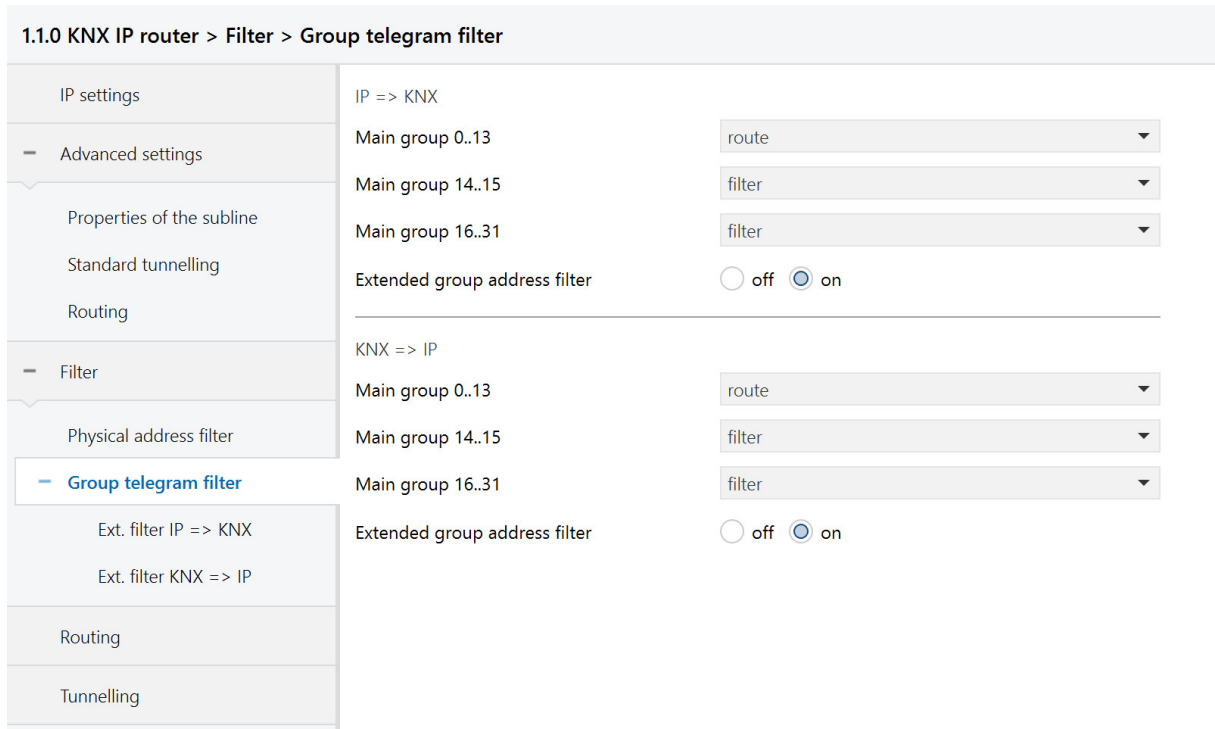 1.1.0 KNX IP router > Filter > Group telegram filter
IP settings
Advanced settings
Properties of the subline
Standard tunnelling
Routing
Filter
Physical address filter
Group telegram filter
Ext. filter IP => KNX
Ext. filter KNX => IP
Routing
Tunnelling
IP => KNX
Main group 0..13 route
Main group 14..15 filter
Main group 16..31 filter
Extended group address filter off on
KNX => IP
Main group 0..13 route
Main group 14..15 filter
Main group 16..31 filter
Extended group address filter off on